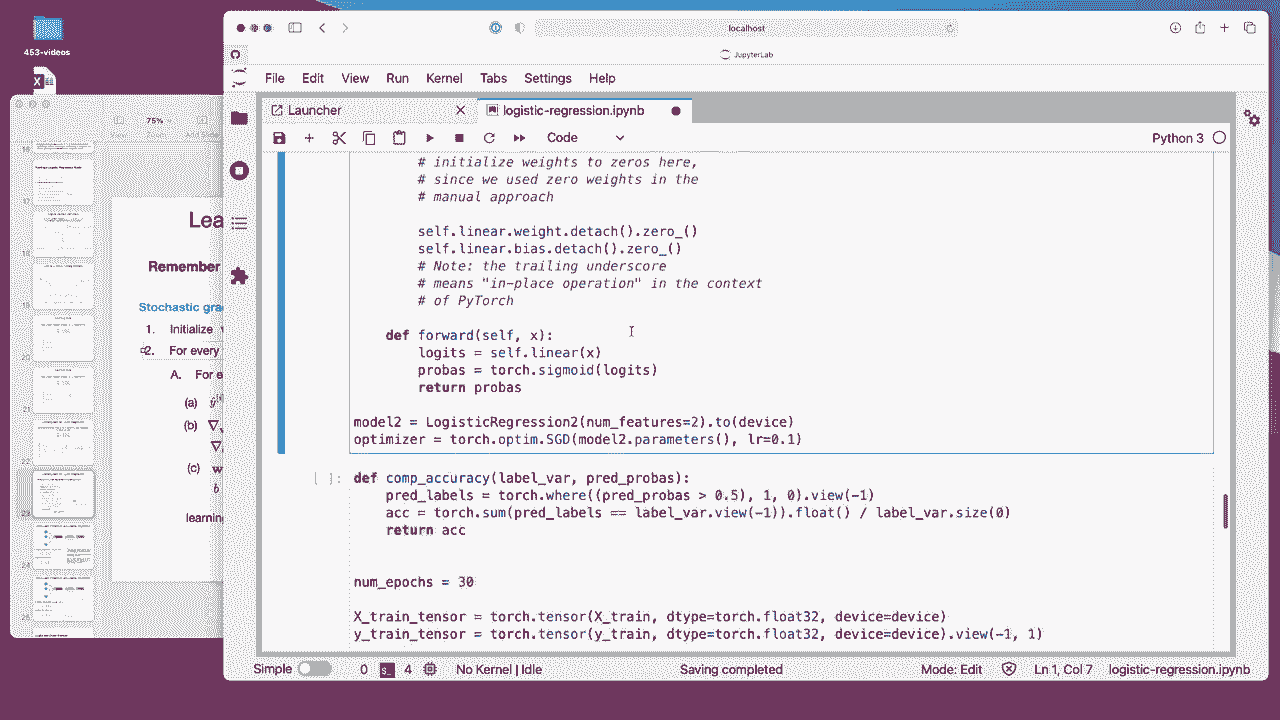 453-videos
localhost
JupyterLab
File Edit View Run Kernel Tabs Settings Help
Launcher
logistic-regression.ipynb
Code
Python 3
75%
# initialize weights to zeros here,
# since we used zero weights in the
# manual approach
self.linear.weight.detach().zero_()
self.linear.bias.detach().zero_()
# Note: the trailing underscore
# means "in-place operation" in the context
# of PyTorch
def forward(self, x):
logits = self.linear(x)
probas = torch.sigmoid(logits)
return probas
model2 = LogisticRegression2(num_features=2).to(device)
optimizer = torch.optim.SGD(model2.parameters(), lr=0.1)
[ ]:
def comp_accuracy(label_var, pred_probas):
pred_labels = torch.where((pred_probas > 0.5), 1, 0).view(-1)
acc = torch.sum(pred_labels == label_var.view(-1)).float() / label_var.size(0)
return acc
num_epochs = 30
X_train_tensor = torch.tensor(X_train, dtype=torch.float32, device=device)
y_train_tensor = torch.tensor(y_train, dtype=torch.float32, device=device).view(-1, 1)
Lea
Remember
Stochastic gra
1. Initialize
2. For every
A. For e
(a)
(b)
(c) w
b
learning
Simple 0 4 No Kernel | Idle Saving completed Mode: Edit Ln 1, Col 7 logistic-regression.ipynb